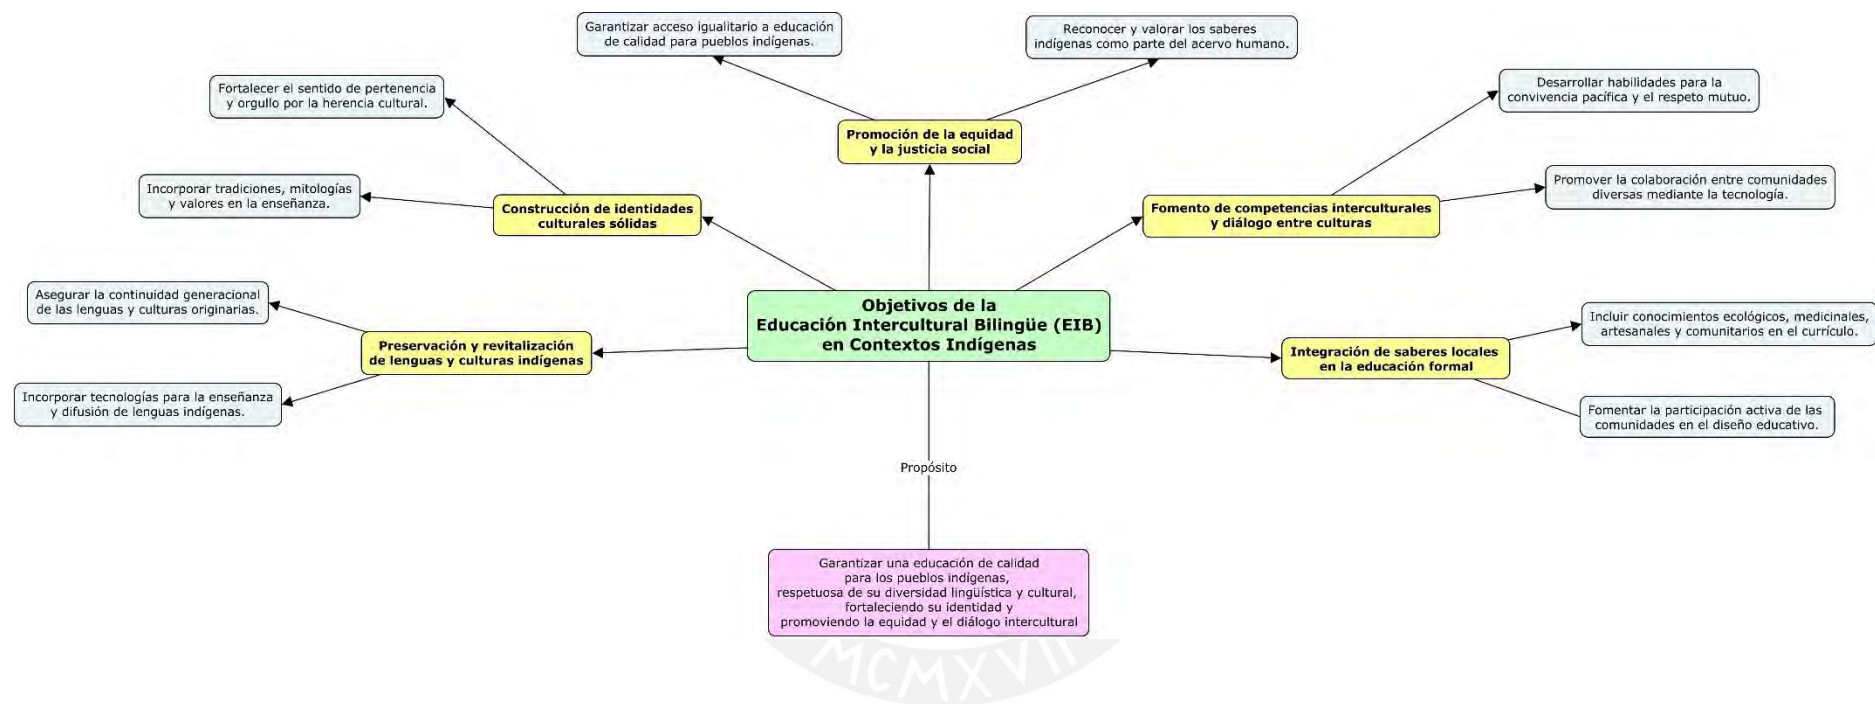 Garantizar acceso igualitario a educación
de calidad para pueblos indígenas.
Reconocer y valorar los saberes
indígenas como parte del acervo humano.
Fortalecer el sentido de pertenencia
y orgullo por la herencia cultural.
Desarrollar habilidades para la
convivencia pacífica y el respeto mutuo.
Promoción de la equidad
y la justicia social
Incorporar tradiciones, mitologías
y valores en la enseñanza.
Construcción de identidades
culturales sólidas
Fomento de competencias interculturales
y diálogo entre culturas
Promover la colaboración entre comunidades
diversas mediante la tecnología.
Asegurar la continuidad generacional
de las lenguas y culturas originarias.
Objetivos de la
Educación Intercultural Bilingüe (EIB)
en Contextos Indígenas
Incluir conocimientos ecológicos, medicinales,
artesanales y comunitarios en el currículo.
Preservación y revitalización
de lenguas y culturas indígenas
Integración de saberes locales
en la educación formal
Incorporar tecnologías para la enseñanza
y difusión de lenguas indígenas.
Fomentar la participación activa de las
comunidades en el diseño educativo.
Propósito
Garantizar una educación de calidad
para los pueblos indígenas,
respetuosa de su diversidad lingüística y cultural,
fortaleciendo su identidad y
promoviendo la equidad y el diálogo intercultural
MCMXVII